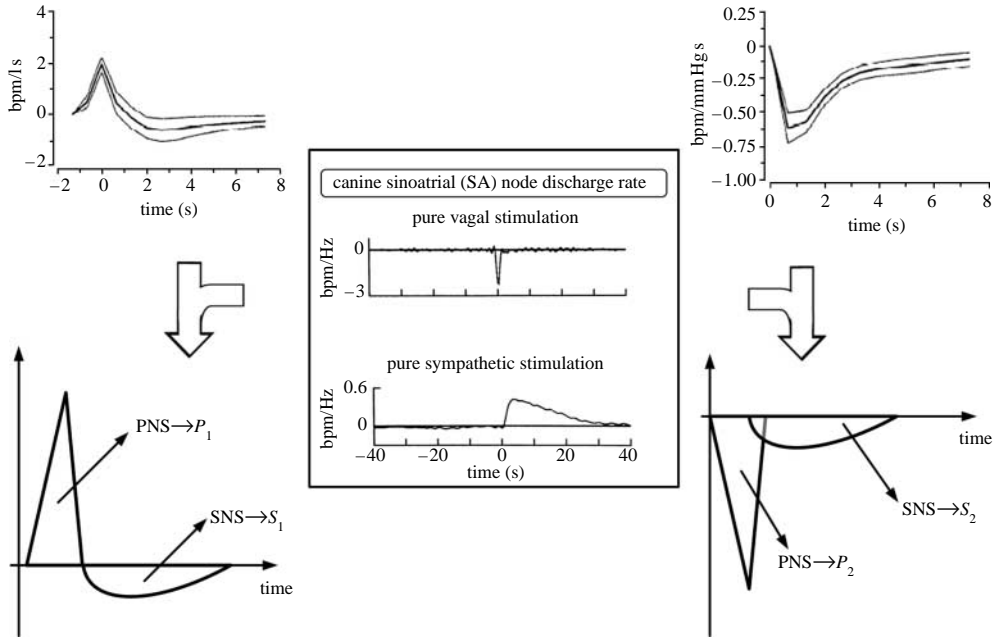 bpm/ls
4
2
0
−2
−2 0 2 4 6 8
time (s)
canine sinoatrial (SA) node discharge rate
pure vagal stimulation
bpm/Hz
0
−3
pure sympathetic stimulation
bpm/Hz
0.6
0
−40 −20 0 20 40
time (s)
bpm/mmHg s
0.25
0
−0.25
−0.50
−0.75
−1.00
0 2 4 6 8
time (s)
PNS→P1
SNS→S1
time
time
SNS→S2
PNS→P2